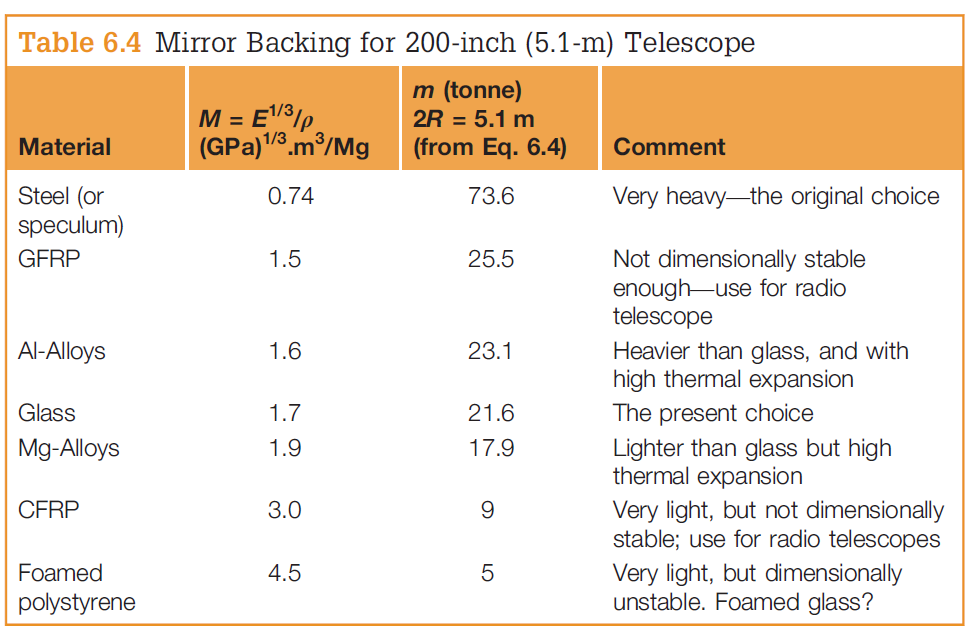 Table 6.4 Mirror Backing for 200-inch (5.1-m) Telescope
Material
M = E^1/3/ρ
(GPa)^1/3.m^3/Mg
m (tonne)
2R = 5.1 m
(from Eq. 6.4)
Comment
Steel (or
speculum)
0.74
73.6
Very heavy—the original choice
GFRP
1.5
25.5
Not dimensionally stable
enough—use for radio
telescope
Al-Alloys
1.6
23.1
Heavier than glass, and with
high thermal expansion
Glass
1.7
21.6
The present choice
Mg-Alloys
1.9
17.9
Lighter than glass but high
thermal expansion
CFRP
3.0
9
Very light, but not dimensionally
stable; use for radio telescopes
Foamed
polystyrene
4.5
5
Very light, but dimensionally
unstable. Foamed glass?